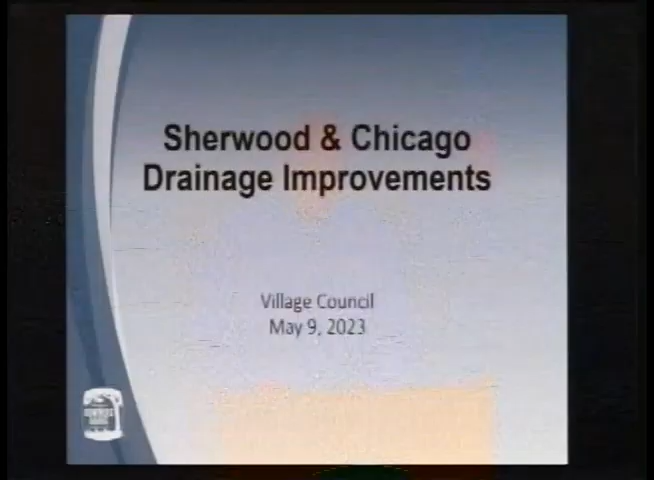 Sherwood & Chicago
Drainage Improvements
Village Council
May 9, 2023